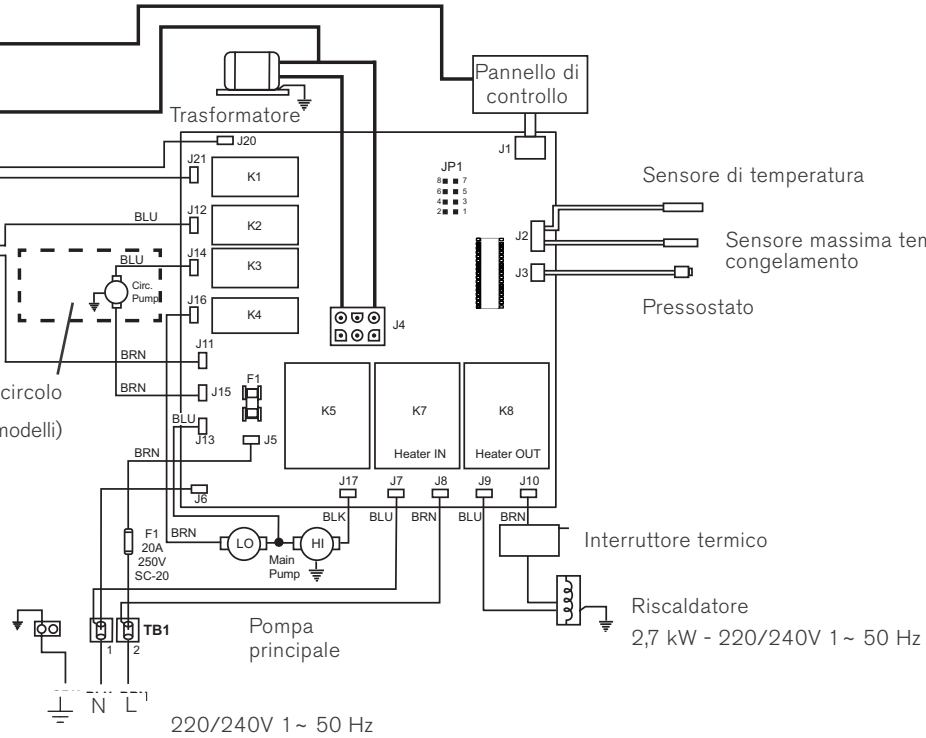 Pannello di
controllo
Trasformatore
J20
J1
J21
K1
JP1
8 7
6 5
4 3
2 1
Sensore di temperatura
J12
BLU
K2
J2
Sensore massima tem
congelamento
J14
BLU
K3
J3
Circ.
Pump
J16
K4
Pressostato
J4
J11
BRN
circolo
BRN
J15
F1
K5
K7
K8
modelli)
BLU
J13
J5
Heater IN
Heater OUT
BRN
J6
J17
J7
J8
J9
J10
BLK
BLU
BRN
BLU
BRN
F1
20A
250V
SC-20
BRN
LO
HI
Main
Pump
Interruttore termico
Riscaldatore
2,7 kW - 220/240V 1~ 50 Hz
TB1
1
2
Pompa
principale
N L
220/240V 1~ 50 Hz